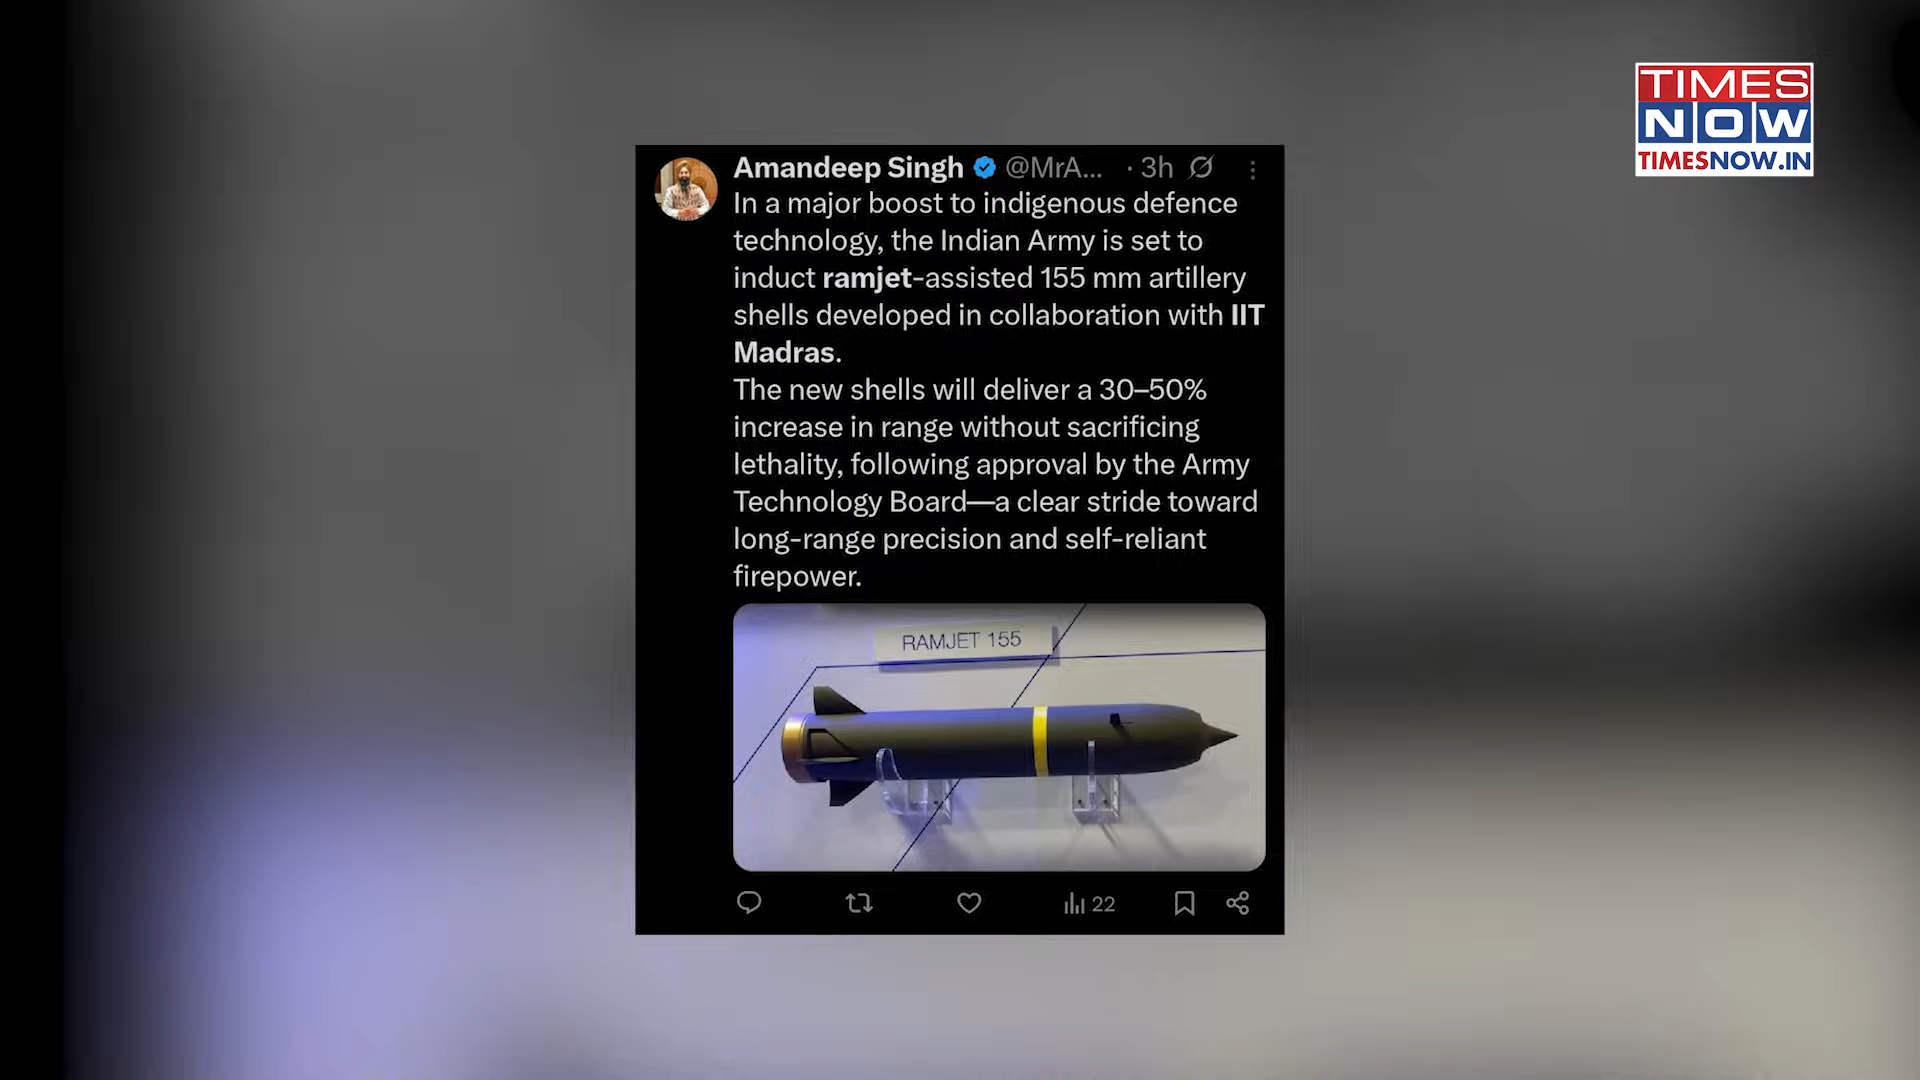 TIMES
NOW
TIMESNOW.IN
Amandeep Singh @MrA... · 3h
In a major boost to indigenous defence
technology, the Indian Army is set to
induct ramjet-assisted 155 mm artillery
shells developed in collaboration with IIT
Madras.
The new shells will deliver a 30–50%
increase in range without sacrificing
lethality, following approval by the Army
Technology Board—a clear stride toward
long-range precision and self-reliant
firepower.
RAMJET 155
22